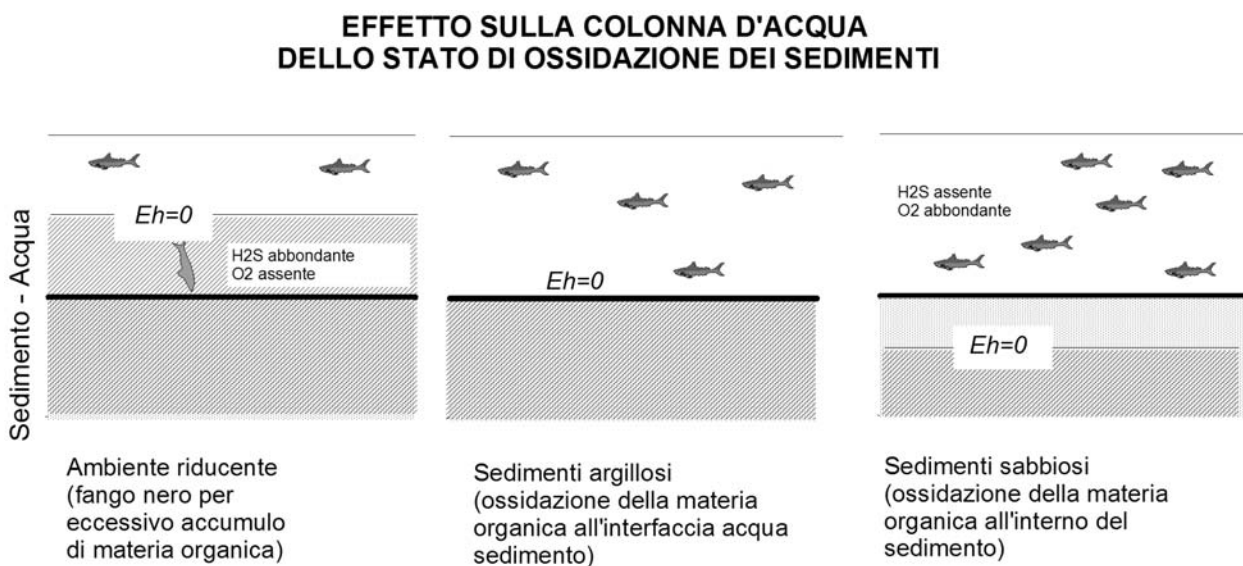 EFFETTO SULLA COLONNA D'ACQUA
DELLO STATO DI OSSIDAZIONE DEI SEDIMENTI
Sedimento - Acqua
Eh=0
H2S abbondante
O2 assente
Ambiente riducente
(fango nero per
eccessivo accumulo
di materia organica)
Eh=0
Sedimenti argillosi
(ossidazione della materia
organica all'interfaccia acqua
sedimento)
H2S assente
O2 abbondante
Eh=0
Sedimenti sabbiosi
(ossidazione della materia
organica all'interno del
sedimento)